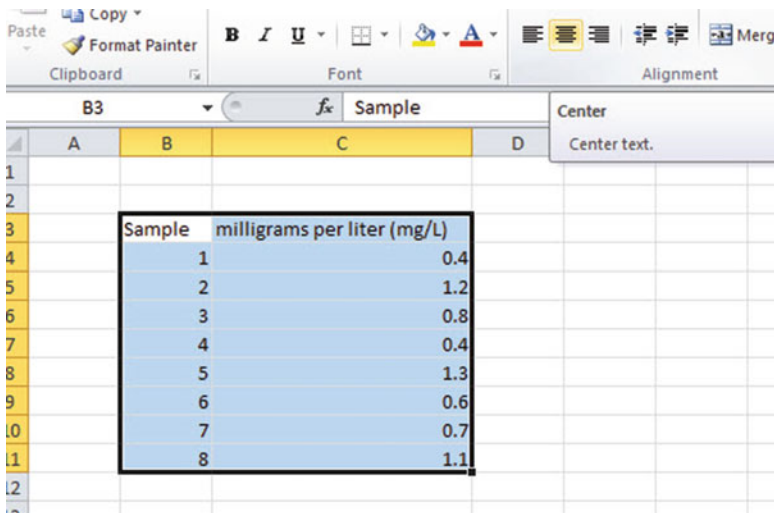 Copy
Paste
Format Painter
B I U A
Merg
Clipboard Font Alignment
B3 fx Sample
Center
Center text.
A B C D
1
2
3 Sample milligrams per liter (mg/L)
4 1 0.4
5 2 1.2
6 3 0.8
7 4 0.4
8 5 1.3
9 6 0.6
10 7 0.7
11 8 1.1
12